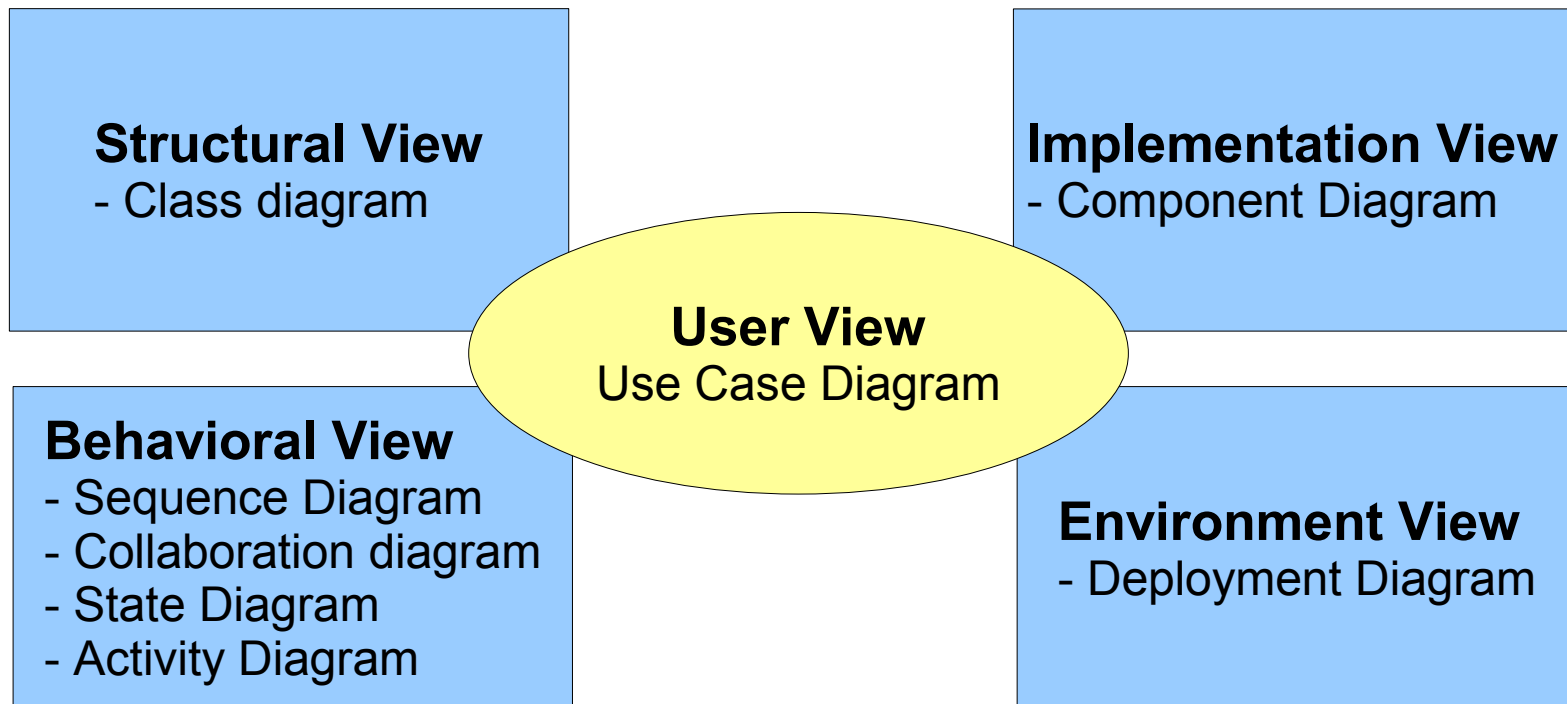 Structural View
- Class diagram
Implementation View
- Component Diagram
User View
Use Case Diagram
Behavioral View
- Sequence Diagram
- Collaboration diagram
- State Diagram
- Activity Diagram
Environment View
- Deployment Diagram